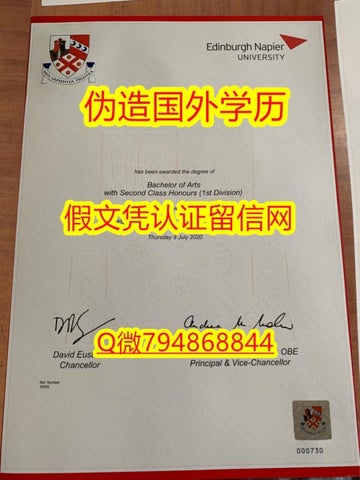 Edinburgh Napier
UNIVERSITY
伪造国外学历
has been awarded the degree of
Bachelor of Arts
with Second Class Honours (1st Division)
假文凭认证留信网
Thursday 9 July 2020
Q微794868844
David Eus
OBE
Chancellor
Principal & Vice-Chancellor
Ref. Number
000730